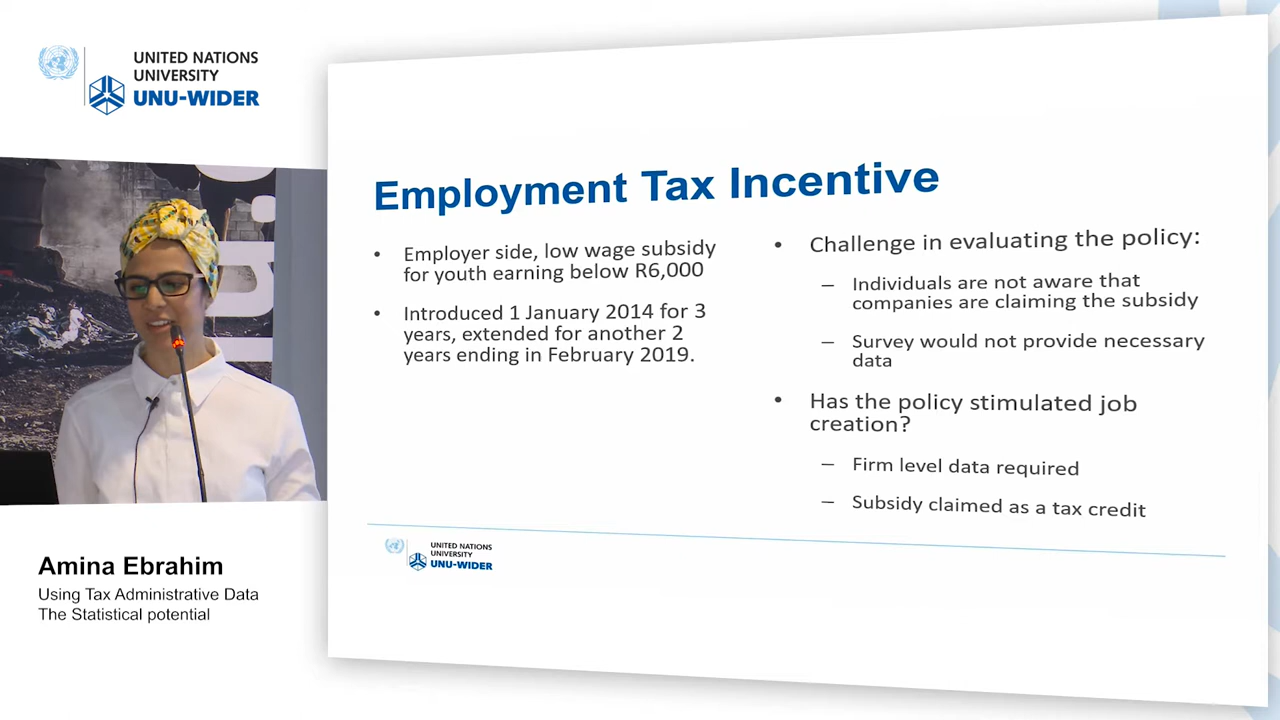 UNITED NATIONS
UNIVERSITY
UNU-WIDER
Employment Tax Incentive
• Employer side, low wage subsidy
for youth earning below R6,000
• Introduced 1 January 2014 for 3
years, extended for another 2
years ending in February 2019.
• Challenge in evaluating the policy:
– Individuals are not aware that
companies are claiming the subsidy
– Survey would not provide necessary
data
• Has the policy stimulated job
creation?
– Firm level data required
– Subsidy claimed as a tax credit
UNITED NATIONS
UNIVERSITY
UNU-WIDER
Amina Ebrahim
Using Tax Administrative Data
The Statistical potential